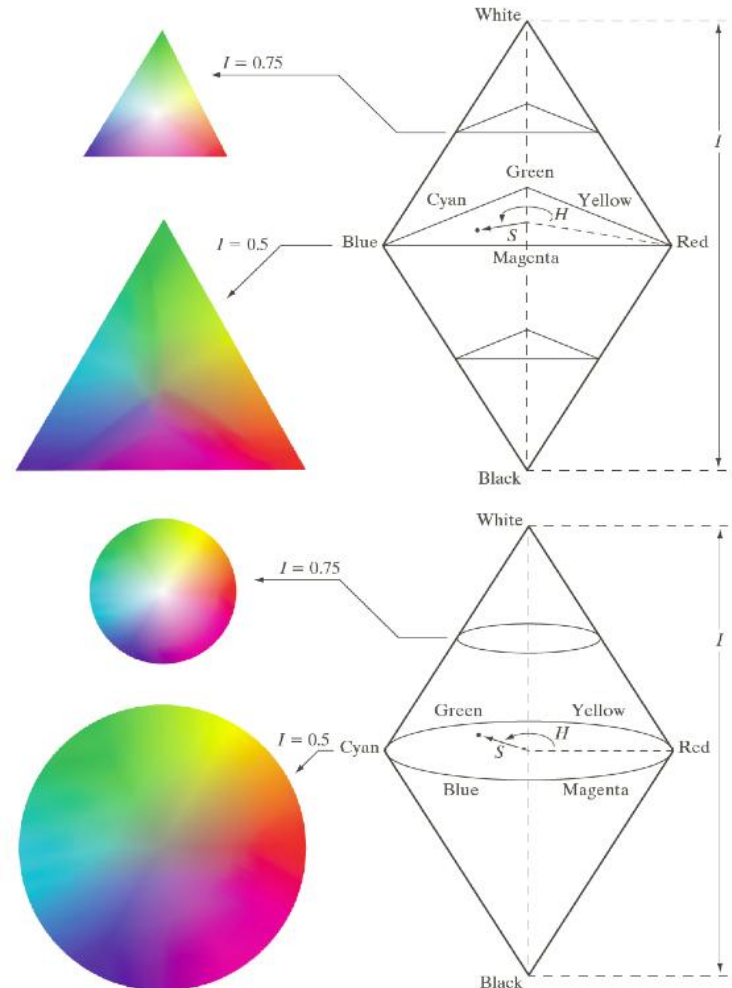 White
I = 0.75
I
Green
Cyan
Yellow
H
I = 0.5
Blue
S
Red
Magenta
Black
White
I = 0.75
I
Green
Yellow
H
I = 0.5
Cyan
S
Red
Blue
Magenta
Black